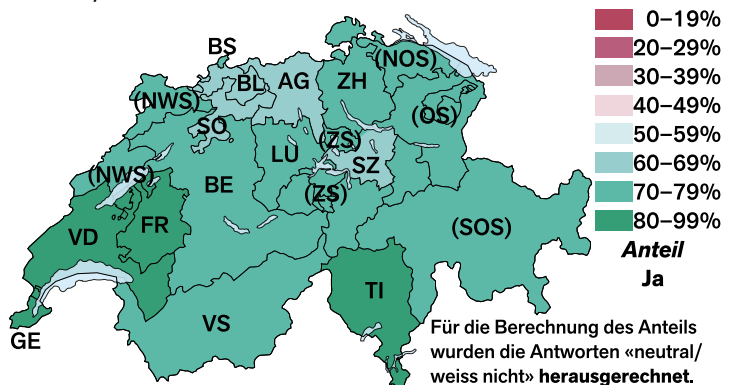 BS
BL
AG
ZH
(NOS)
(NWS)
SO
(OS)
(ZS)
LU
SZ
(NWS)
BE
(ZS)
VD
FR
(SOS)
TI
VS
GE
0–19%
20–29%
30–39%
40–49%
50–59%
60–69%
70–79%
80–99%
Anteil
Ja
Für die Berechnung des Anteils
wurden die Antworten «neutral/
weiss nicht» herausgerechnet.